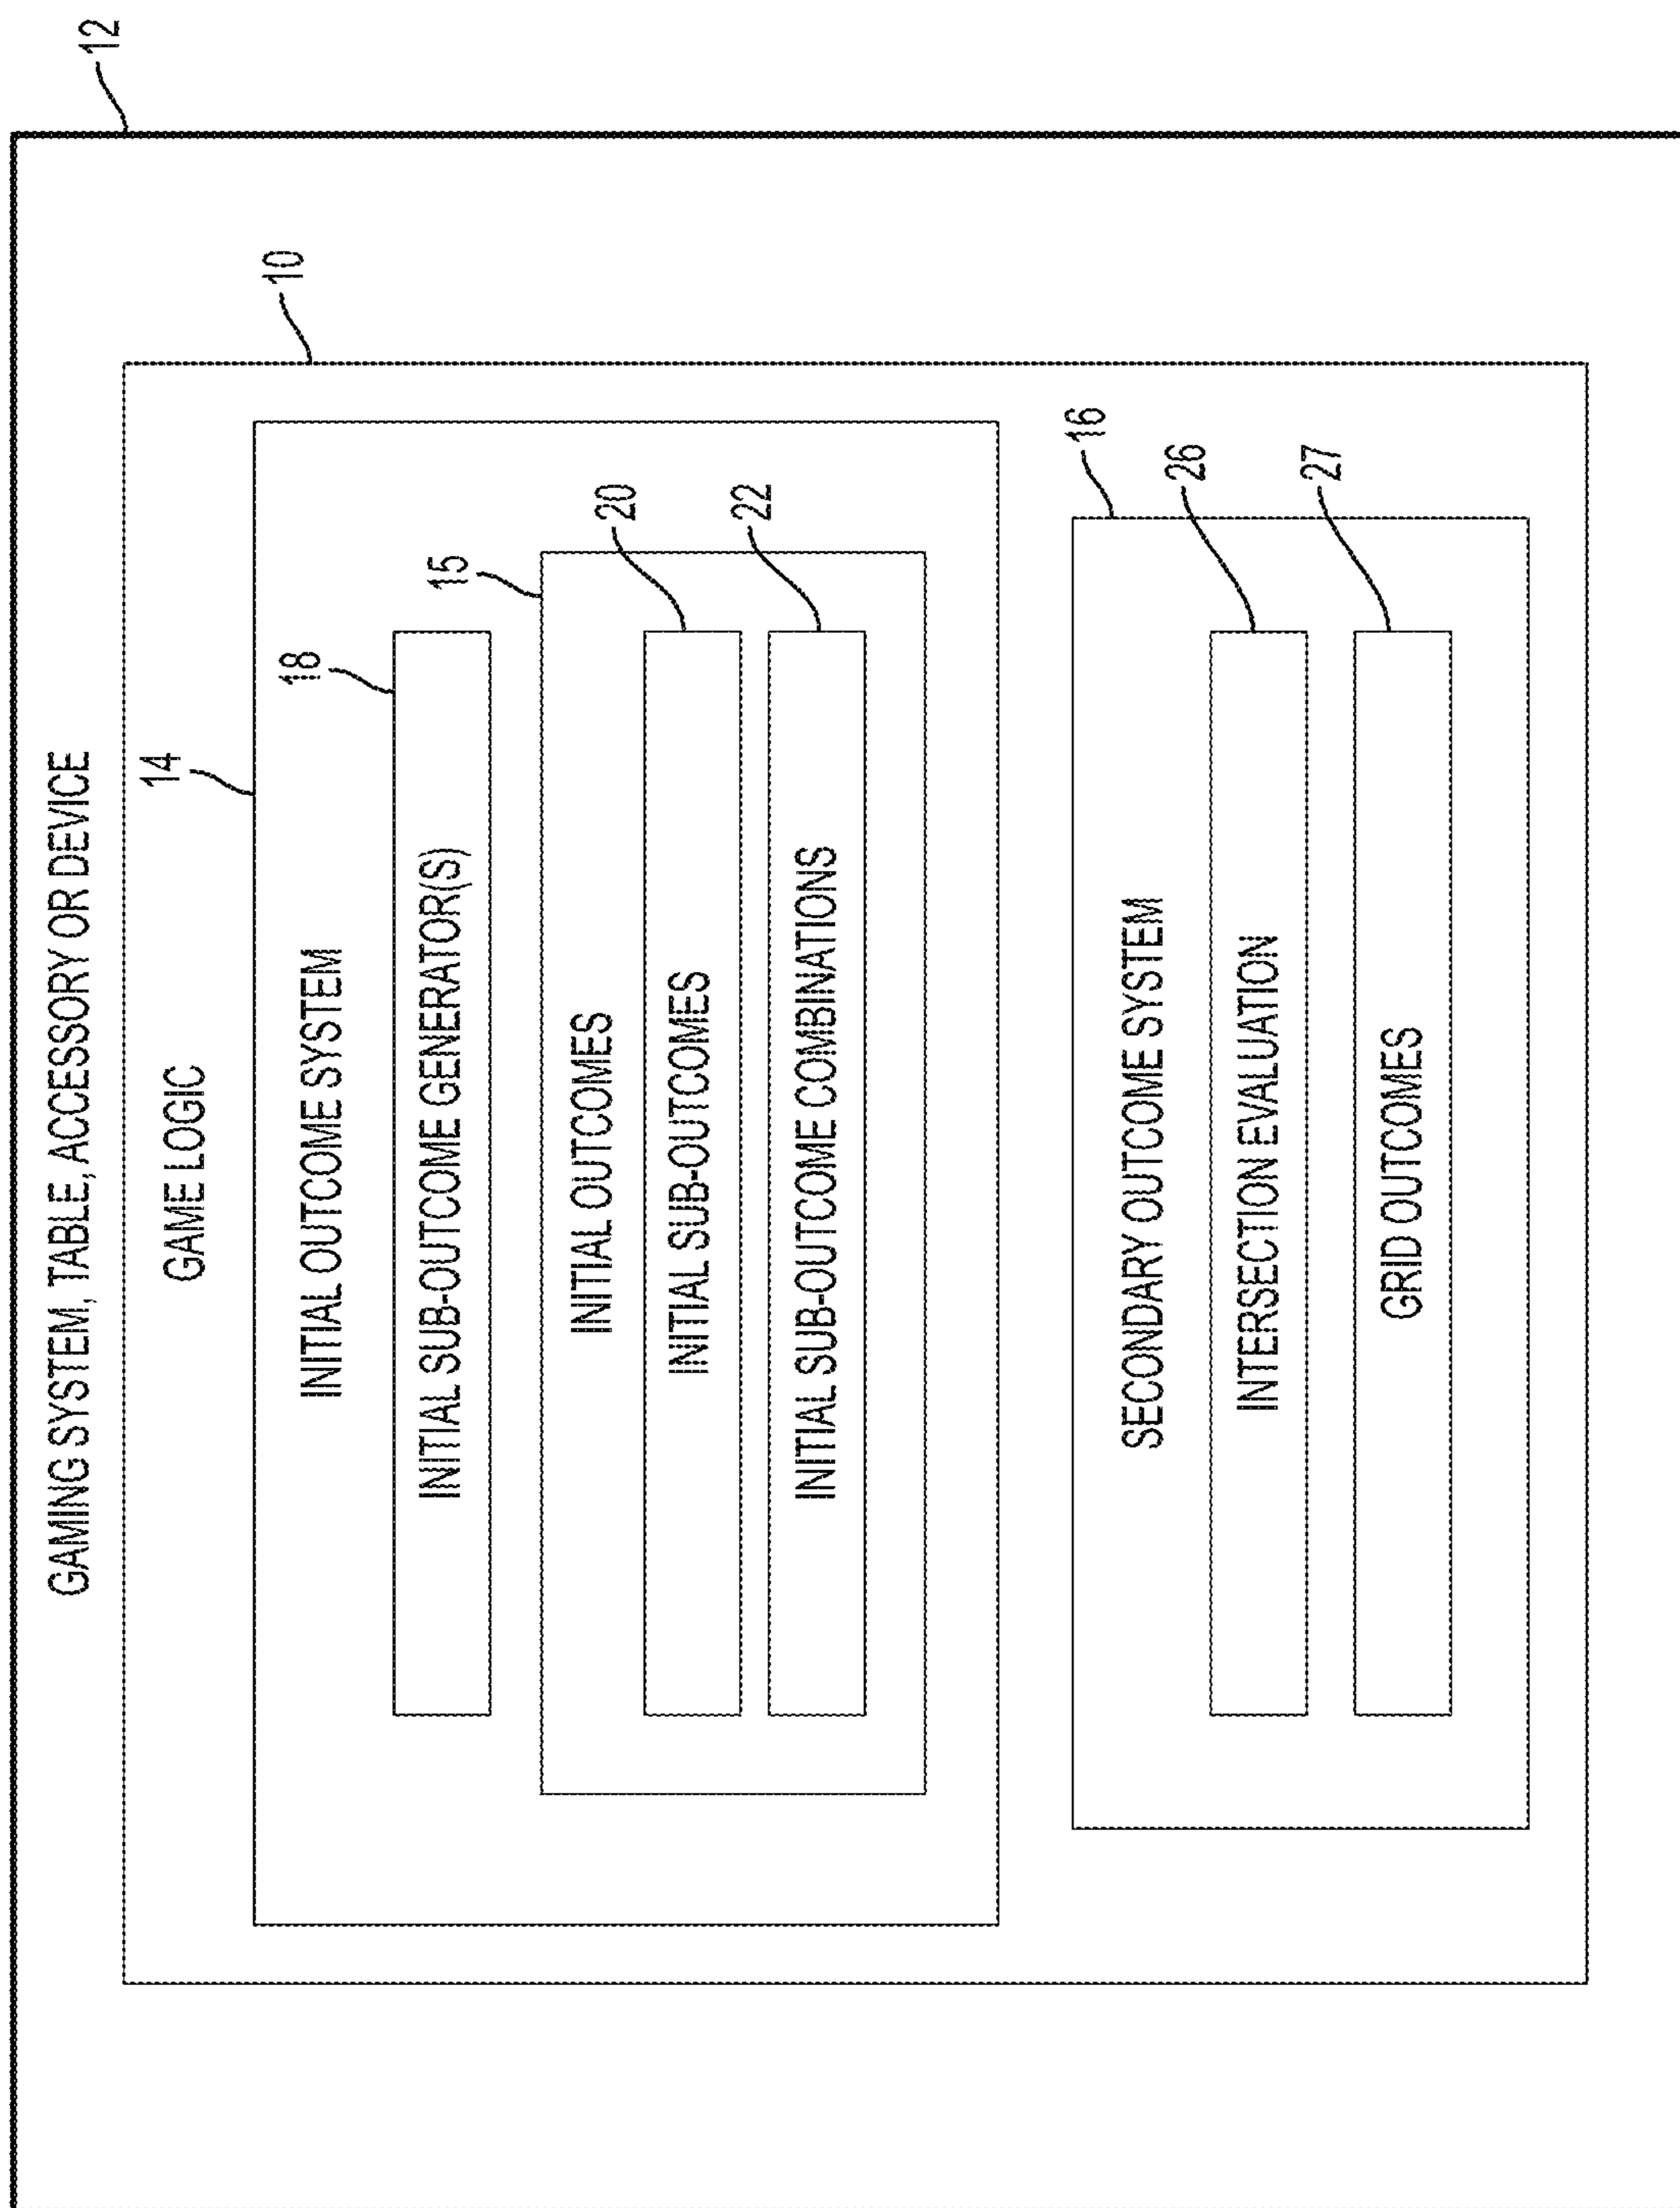 12
GAMING SYSTEM, TABLE, ACCESSORY OR DEVICE
10
GAME LOGIC
14
INITIAL OUTCOME SYSTEM
18
INITIAL SUB-OUTCOME GENERATOR(S)
15
INITIAL OUTCOMES
20
INITIAL SUB-OUTCOMES
22
INITIAL SUB-OUTCOME COMBINATIONS
16
SECONDARY OUTCOME SYSTEM
26
INTERSECTION EVALUATION
27
GRID OUTCOMES